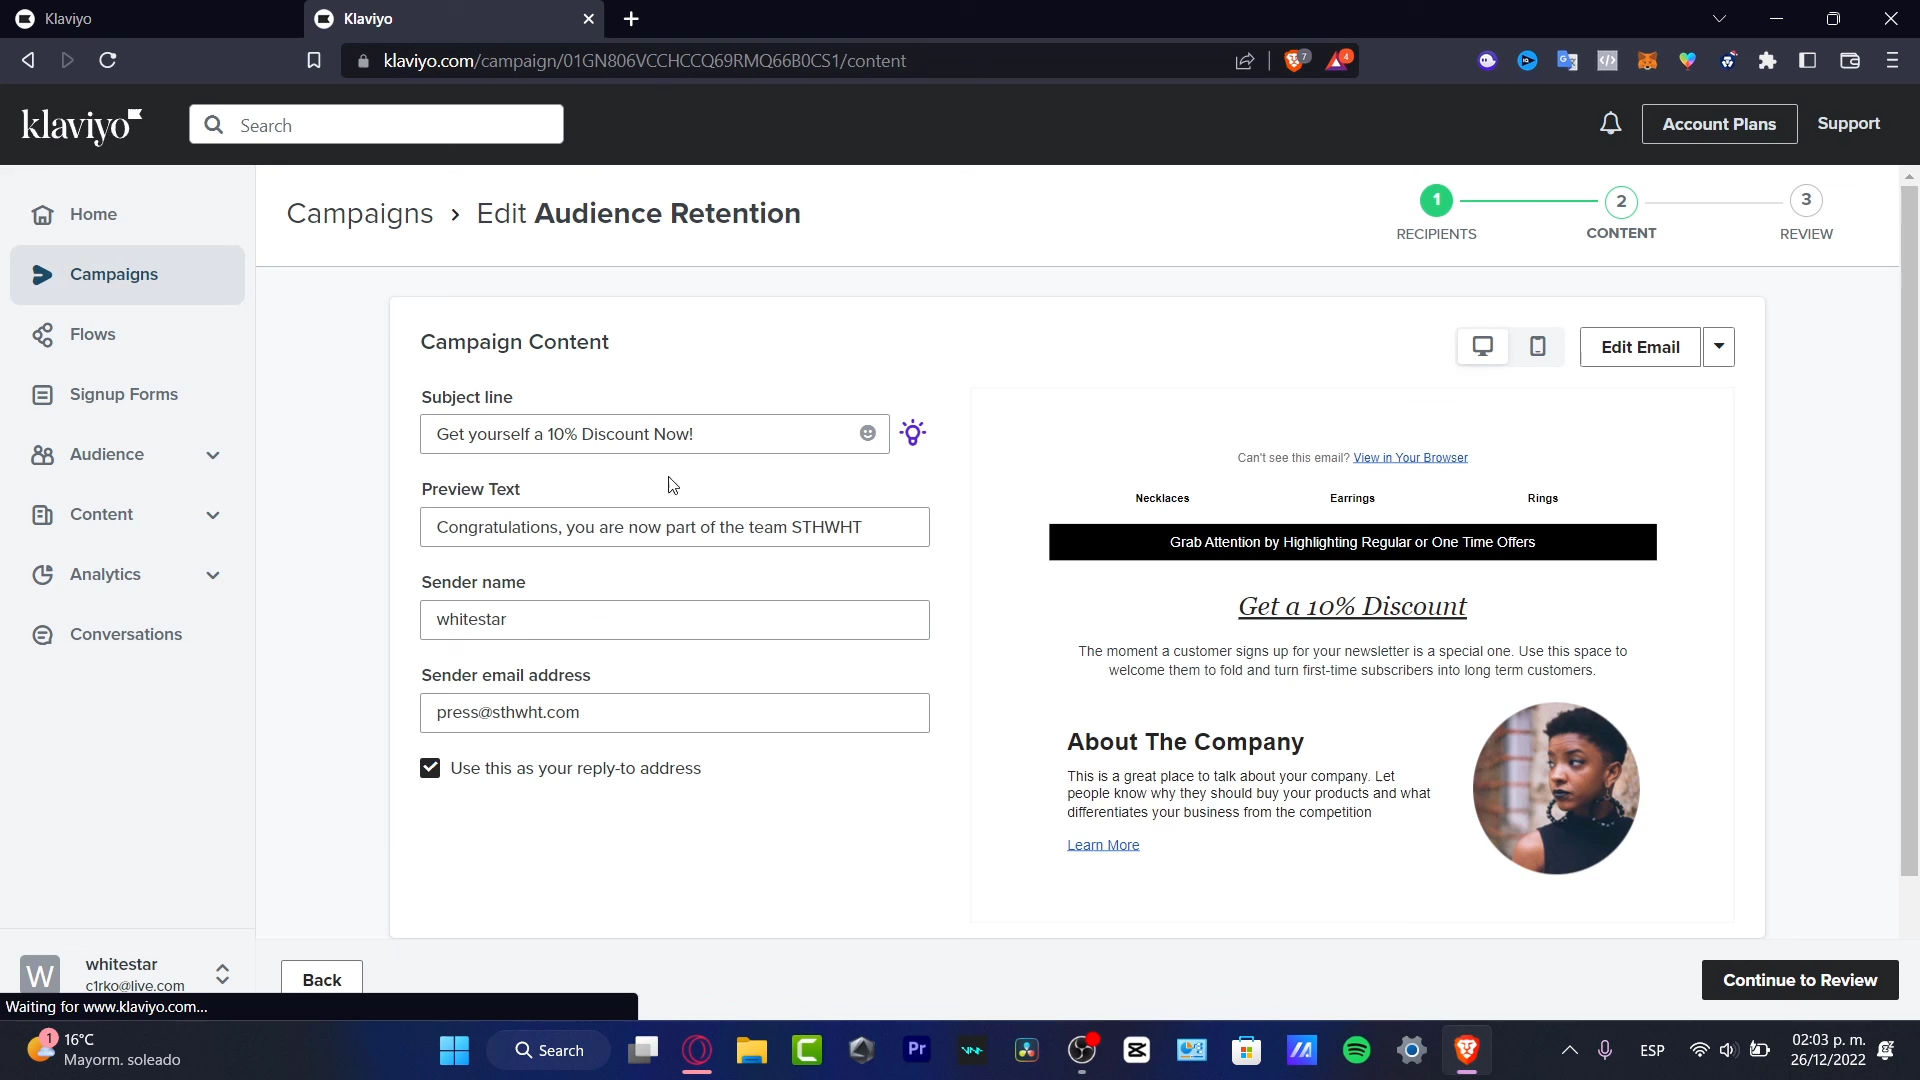 Klaviyo
Klaviyo
klaviyo.com/campaign/01GN806VCCHCCQ69RMQ66B0CS1/content
7
4
klaviyo
Search
Account Plans
Support
Home
Campaigns
Flows
Signup Forms
Audience
Content
Analytics
Conversations
Campaigns › Edit Audience Retention
1
2
3
RECIPIENTS
CONTENT
REVIEW
Campaign Content
Edit Email
Subject line
Get yourself a 10% Discount Now!
Preview Text
Congratulations, you are now part of the team STHWHT
Sender name
whitestar
Sender email address
press@sthwht.com
Use this as your reply-to address
Can't see this email? View in Your Browser
Necklaces
Earrings
Rings
Grab Attention by Highlighting Regular or One Time Offers
Get a 10% Discount
The moment a customer signs up for your newsletter is a special one. Use this space to
welcome them to fold and turn first-time subscribers into long term customers.
About The Company
This is a great place to talk about your company. Let
people know why they should buy your products and what
differentiates your business from the competition
Learn More
W
whitestar
c1rko@live.com
Back
Continue to Review
Waiting for www.klaviyo.com...
1
16°C
Mayorm. soleado
Search
Pr
ESP
02:03 p. m.
26/12/2022